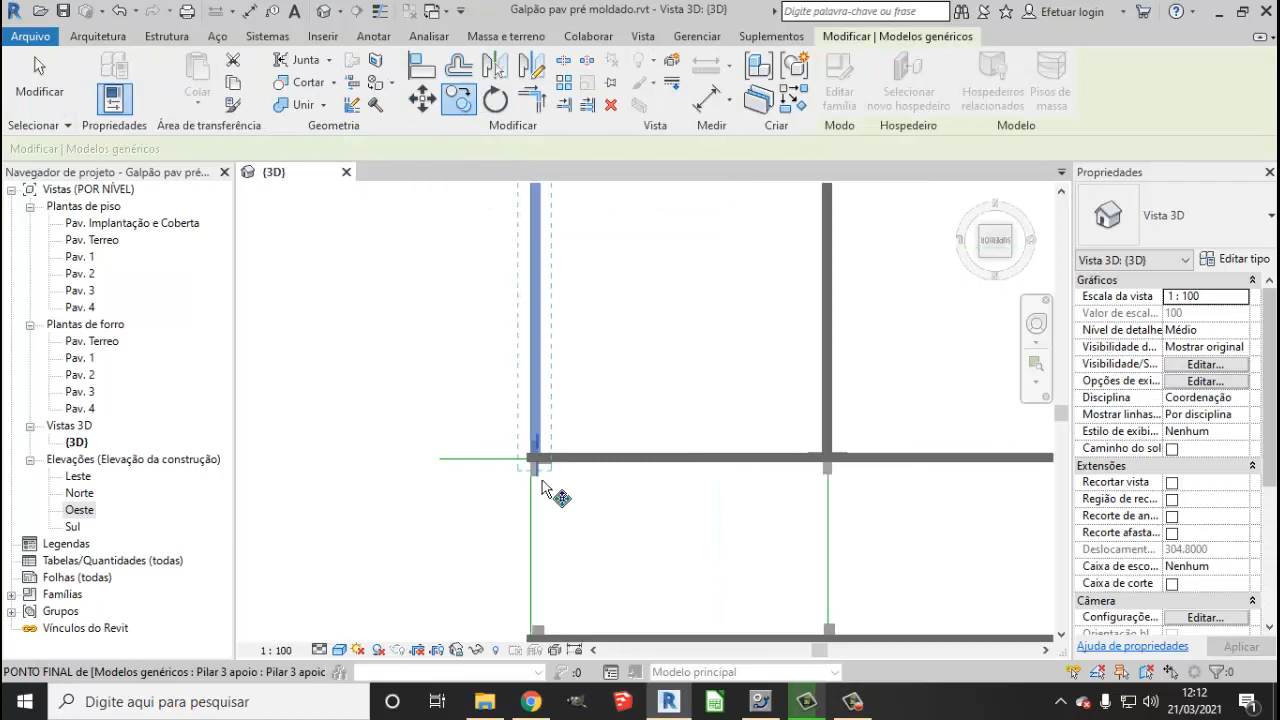 Galpão pav pré moldado.rvt - Vista 3D: {3D}
Digite palavra-chave ou frase
Efetuar login
Arquivo Arquitetura Estrutura Aço Sistemas Inserir Anotar Analisar Massa e terreno Colaborar Vista Gerenciar Suplementos Modificar | Modelos genéricos
Modificar
Colar
Junta
Cortar
Unir
Editar
família
Selecionar
novo hospedeiro
Hospedeiros
relacionados
Pisos de
massa
Selecionar Propriedades Área de transferência Geometria Modificar Vista Medir Criar Modo Hospedeiro Modelo
Modificar | Modelos genéricos
Navegador de projeto - Galpão pav pré...
{3D}
Propriedades
Vistas (POR NÍVEL)
Plantas de piso
Pav. Implantação e Coberta
Pav. Terreo
Pav. 1
Pav. 2
Pav. 3
Pav. 4
Plantas de forro
Pav. Terreo
Pav. 1
Pav. 2
Pav. 3
Pav. 4
Vistas 3D
{3D}
Elevações (Elevação da construção)
Leste
Norte
Oeste
Sul
Legendas
Tabelas/Quantidades (todas)
Folhas (todas)
Famílias
Grupos
Vínculos do Revit
SUPERIOR
Vista 3D
Vista 3D: {3D}
Editar tipo
Gráficos
Escala da vista 1 : 100
Valor de escal... 100
Nível de detalhe Médio
Visibilidade d... Mostrar original
Visibilidade/S... Editar...
Opções de exi... Editar...
Disciplina Coordenação
Mostrar linhas... Por disciplina
Estilo de exibi... Nenhum
Caminho do sol
Extensões
Recortar vista
Região de rec...
Recorte de an...
Recorte afasta...
Deslocament... 304.8000
Caixa de esco... Nenhum
Caixa de corte
Câmera
Configuraçõe... Editar...
Ajuda de propriedades
Aplicar
1 : 100
PONTO FINAL de [Modelos genéricos : Pilar 3 apoio : Pilar 3 apoic
:0
Modelo principal
:0
Digite aqui para pesquisar
12:12
21/03/2021
1